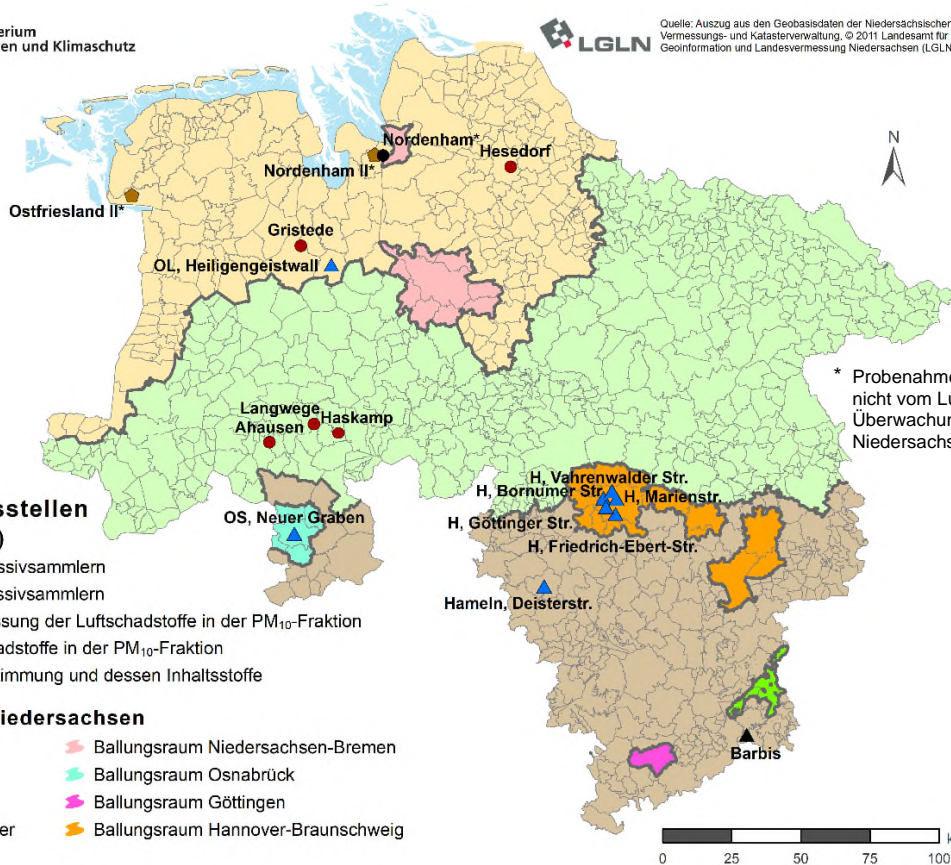 erium
en und Klimaschutz
LGLN
Quelle: Auszug aus den Geobasisdaten der Niedersächsischen
Vermessungs- und Katasterverwaltung, © 2011 Landesamt für
Geoinformation und Landesvermessung Niedersachsen (LGLN
N
Nordenham*
Hesedorf
Nordenham II*
Ostfriesland II*
Gristede
OL, Heiligengeistwall
* Probenahme
nicht vom Lu
Überwachun
Niedersachs
Langwege
Haskamp
Ahausen
H, Vahrenwalder Str.
H, Bornumer Str.
H, Marienstr.
sstellen
OS, Neuer Graben
H, Göttinger Str.
)
H, Friedrich-Ebert-Str.
ssivsammlern
ssivsammlern
Hameln, Deisterstr.
ssung der Luftschadstoffe in der PM₁₀-Fraktion
adstoffe in der PM₁₀-Fraktion
timmung und dessen Inhaltsstoffe
iedersachsen
Ballungsraum Niedersachsen-Bremen
Barbis
Ballungsraum Osnabrück
Ballungsraum Göttingen
er
Ballungsraum Hannover-Braunschweig
k
0 25 50 75 100